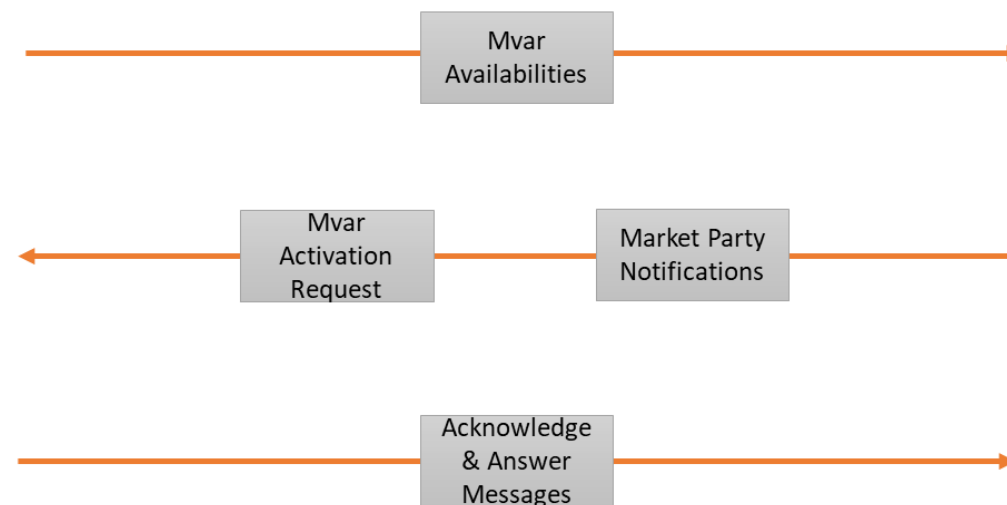 Mvar
Availabilities
Mvar
Activation
Request
Market Party
Notifications
Acknowledge
& Answer
Messages